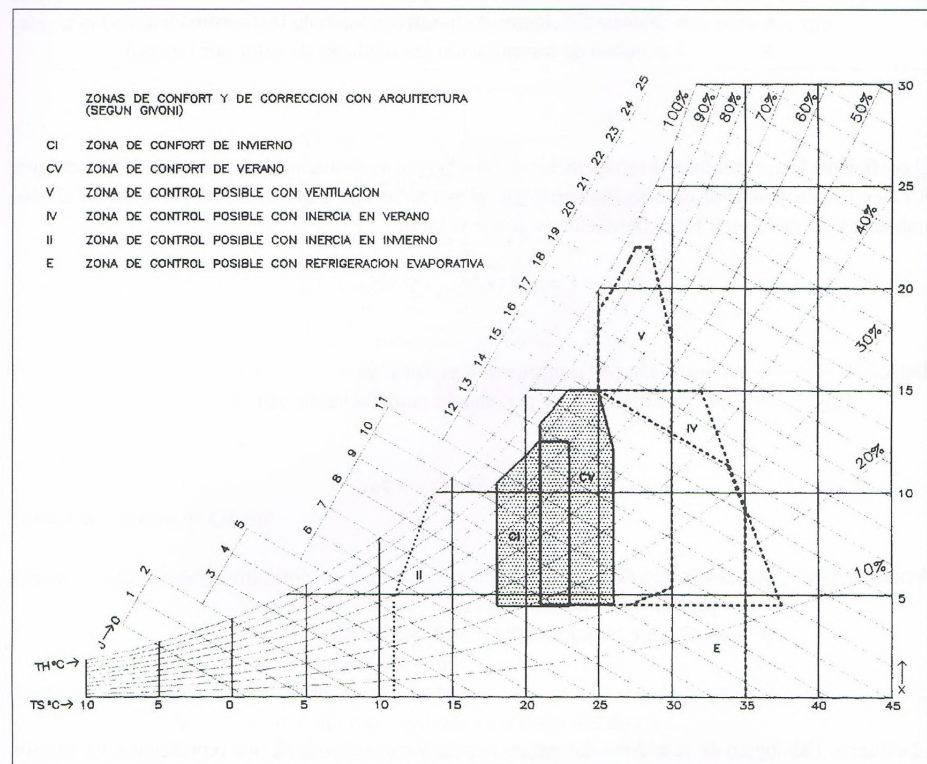 ZONAS DE CONFORT Y DE CORRECCION CON ARQUITECTURA
(SEGUN GIVONI)
CI ZONA DE CONFORT DE INVIERNO
CV ZONA DE CONFORT DE VERANO
V ZONA DE CONTROL POSIBLE CON VENTILACION
IV ZONA DE CONTROL POSIBLE CON INERCIA EN VERANO
II ZONA DE CONTROL POSIBLE CON INERCIA EN INVIERNO
E ZONA DE CONTROL POSIBLE CON REFRIGERACION EVAPORATIVA
J → 0 1 2 3 4 5 6 7 8 9 10 11 12 13 14 15 16 17 18 19 20 21 22 23 24 25
100% 90% 80% 70% 60% 50%
40%
30%
20%
10%
30
25
20
15
10
5
↑
X
V
IV
CV
CI
II
E
TH °C →
TS °C → 10 5 0 5 10 15 20 25 30 35 40 45